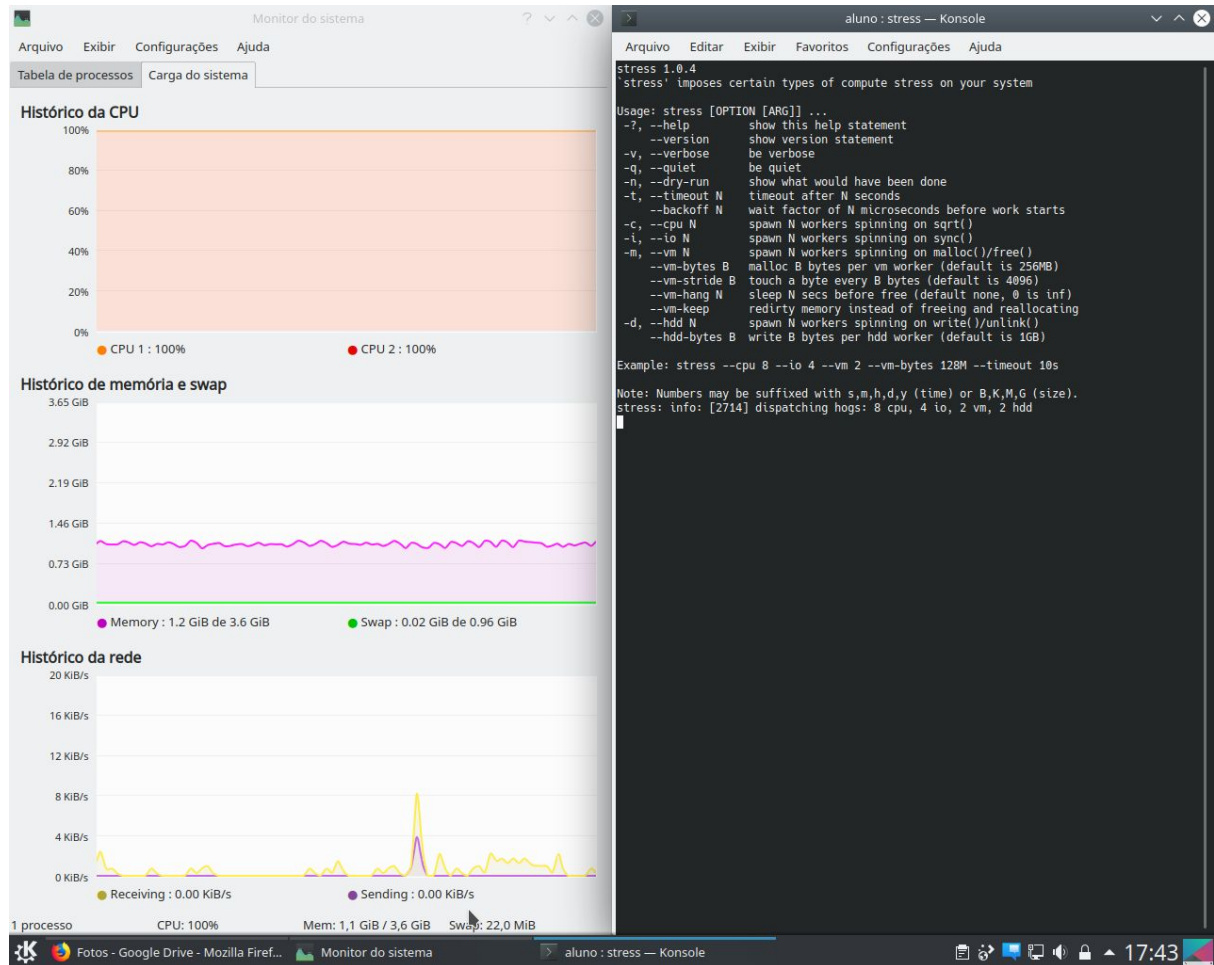 Monitor do sistema
Arquivo Exibir Configurações Ajuda
Tabela de processos Carga do sistema
Histórico da CPU
100%
80%
60%
40%
20%
0%
CPU 1 : 100% CPU 2 : 100%
Histórico de memória e swap
3.65 GiB
2.92 GiB
2.19 GiB
1.46 GiB
0.73 GiB
0.00 GiB
Memory : 1.2 GiB de 3.6 GiB Swap : 0.02 GiB de 0.96 GiB
Histórico da rede
20 KiB/s
16 KiB/s
12 KiB/s
8 KiB/s
4 KiB/s
0 KiB/s
Receiving : 0.00 KiB/s Sending : 0.00 KiB/s
1 processo CPU: 100% Mem: 1,1 GiB / 3,6 GiB Swap: 22,0 MiB
aluno : stress — Konsole
Arquivo Editar Exibir Favoritos Configurações Ajuda
stress 1.0.4
`stress' imposes certain types of compute stress on your system
Usage: stress [OPTION [ARG]] ...
-?, --help show this help statement
--version show version statement
-v, --verbose be verbose
-q, --quiet be quiet
-n, --dry-run show what would have been done
-t, --timeout N timeout after N seconds
--backoff N wait factor of N microseconds before work starts
-c, --cpu N spawn N workers spinning on sqrt()
-i, --io N spawn N workers spinning on sync()
-m, --vm N spawn N workers spinning on malloc()/free()
--vm-bytes B malloc B bytes per vm worker (default is 256MB)
--vm-stride B touch a byte every B bytes (default is 4096)
--vm-hang N sleep N secs before free (default none, 0 is inf)
--vm-keep redirty memory instead of freeing and reallocating
-d, --hdd N spawn N workers spinning on write()/unlink()
--hdd-bytes B write B bytes per hdd worker (default is 1GB)
Example: stress --cpu 8 --io 4 --vm 2 --vm-bytes 128M --timeout 10s
Note: Numbers may be suffixed with s,m,h,d,y (time) or B,K,M,G (size).
stress: info: [2714] dispatching hogs: 8 cpu, 4 io, 2 vm, 2 hdd
Fotos - Google Drive - Mozilla Firef... Monitor do sistema aluno : stress — Konsole 17:43